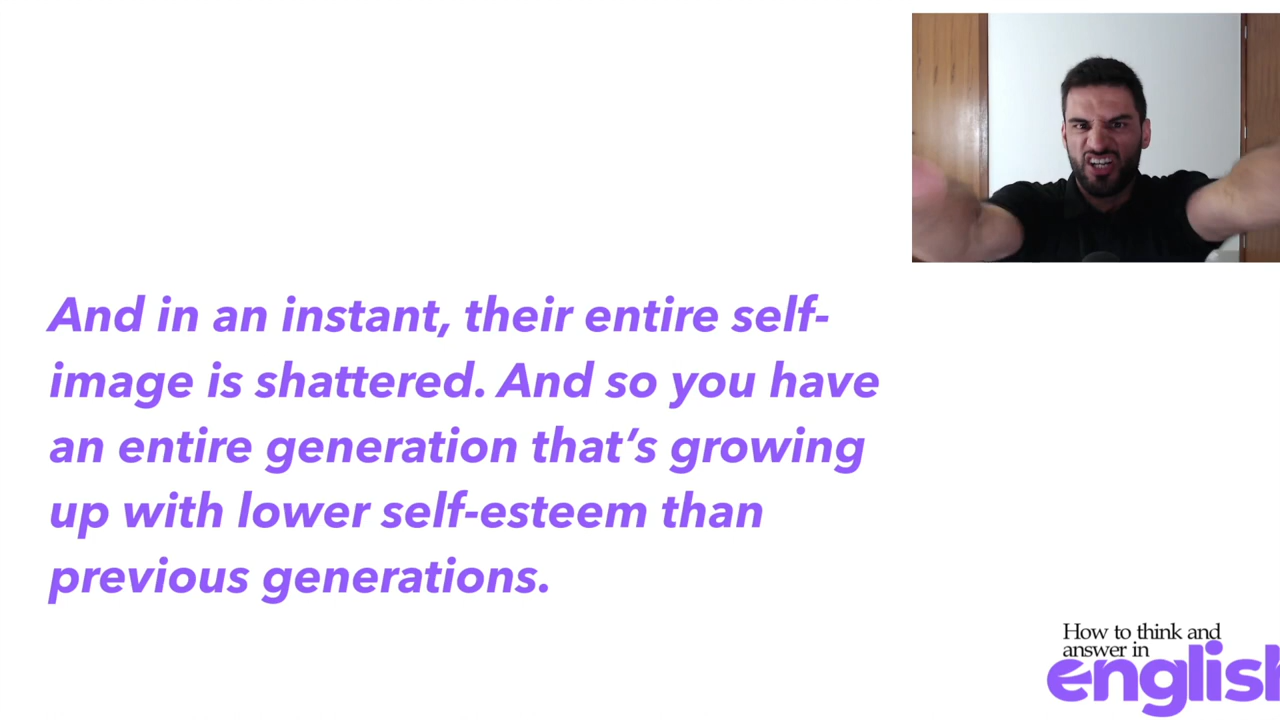 And in an instant, their entire self-
image is shattered. And so you have
an entire generation that’s growing
up with lower self-esteem than
previous generations.
How to think and
answer in
english